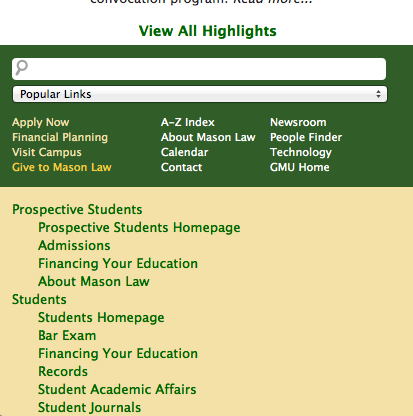 convocation program. Read more...
View All Highlights
Popular Links
Apply Now A-Z Index Newsroom
Financial Planning About Mason Law People Finder
Visit Campus Calendar Technology
Give to Mason Law Contact GMU Home
Prospective Students
Prospective Students Homepage
Admissions
Financing Your Education
About Mason Law
Students
Students Homepage
Bar Exam
Financing Your Education
Records
Student Academic Affairs
Student Journals